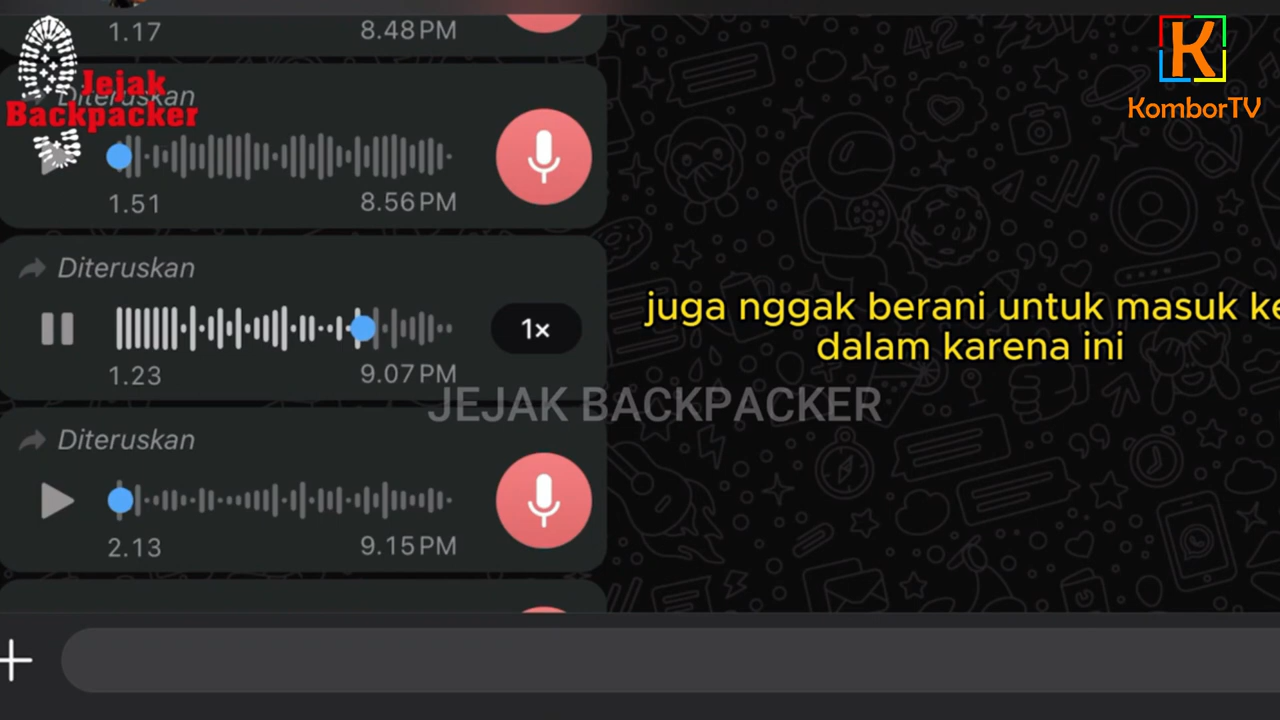 1.17
8.48 PM
Jejak
Backpacker
Diteruskan
1.51
8.56 PM
K
KomborTV
Diteruskan
1x
1.23
9.07 PM
juga nggak berani untuk masuk ke
dalam karena ini
JEJAK BACKPACKER
Diteruskan
2.13
9.15 PM